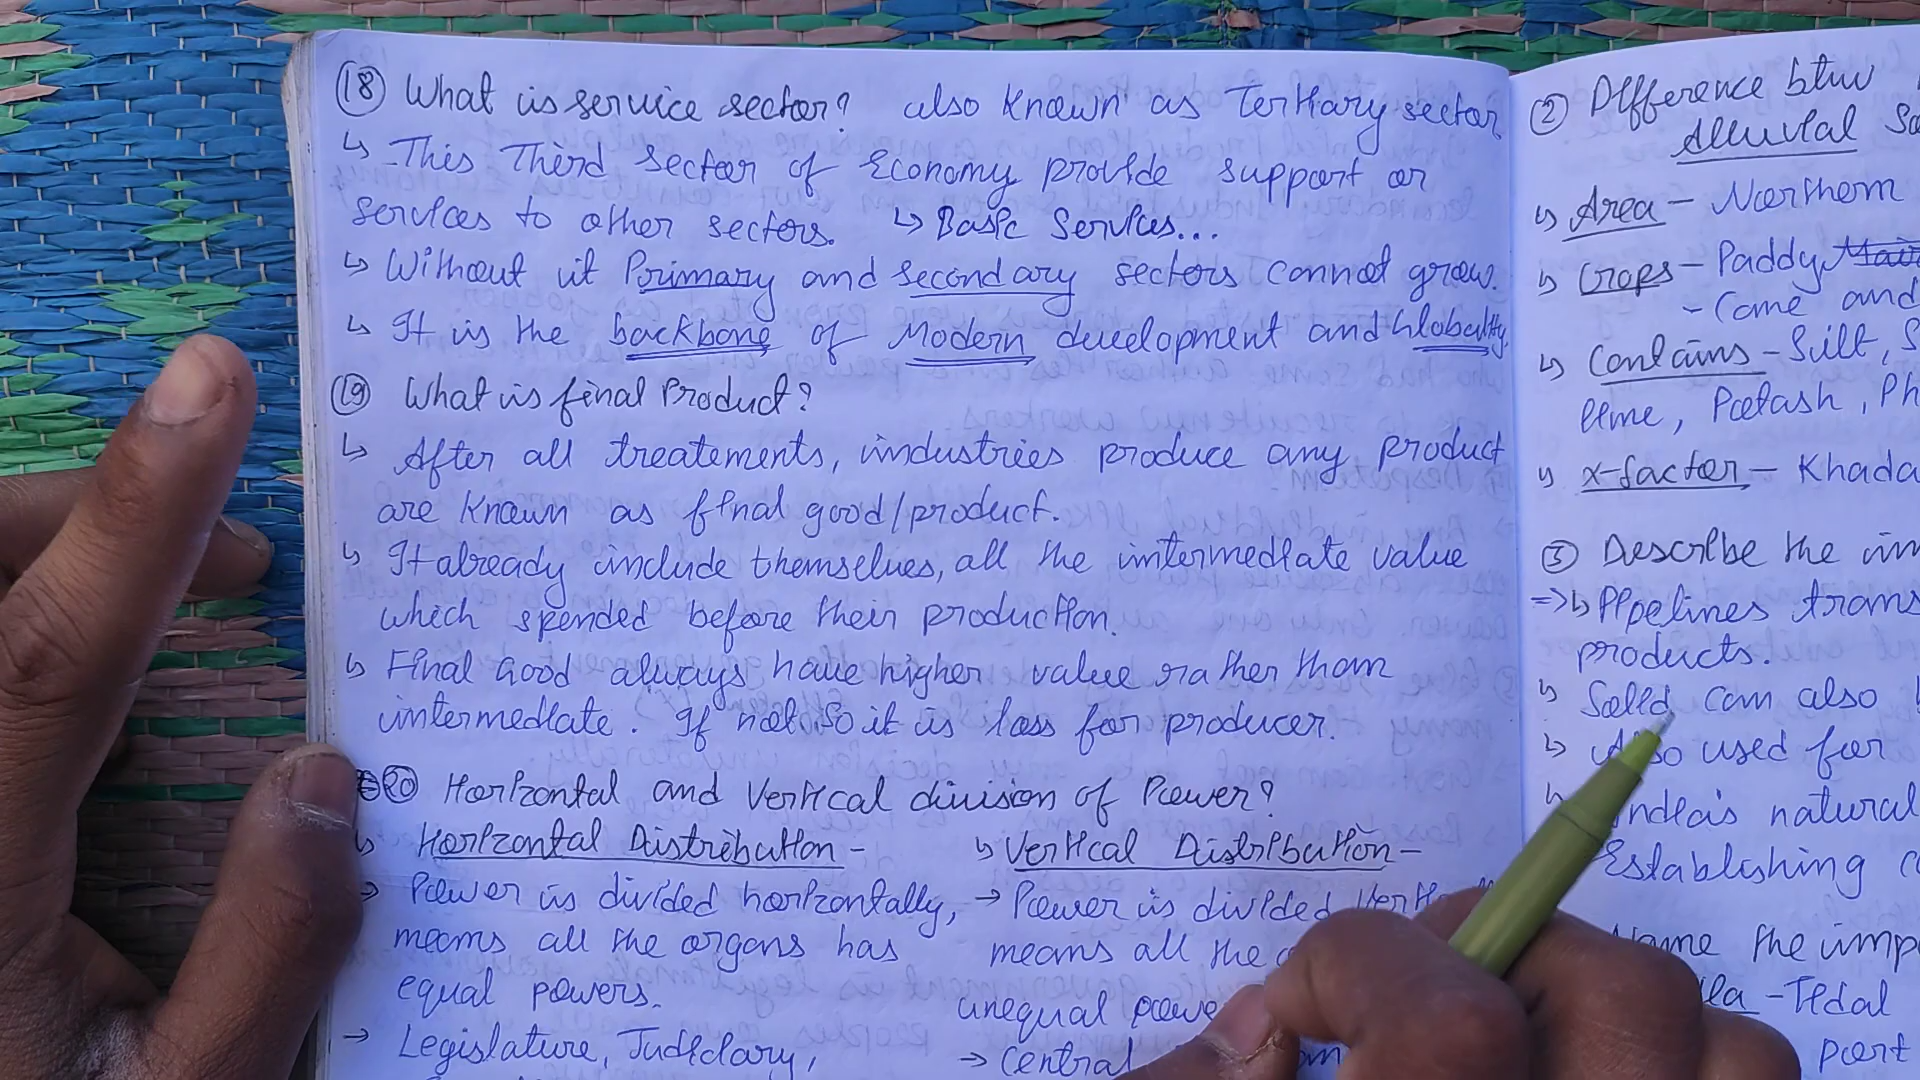 18 What is service sector? also known as Tertiary sector
↳ This Third sector of Economy provide support or
services to other sectors. ↳ Basic Services...
↳ Without it Primary and secondary sectors cannot grow.
↳ It is the backbone of Modern development and Globality
19 What is final Product?
↳ After all treatements, industries produce any product
are known as final good/product.
↳ It already include themselves, all the intermediate value
which spended before their production.
↳ Final Good always have higher value rather than
intermediate. If not so it is loss for producer.
20 Horizontal and Vertical division of Power?
↳ Horizontal Distribution -
→ Power is divided horizontally,
means all the organs has
equal powers.
→ Legislature, Judiciary,
↳ Vertical Distribution -
→ Power is divided
means all the
unequal
→ Central
2 Difference btw
Alluvial
↳ Area - Northern
↳ Crops - Paddy
- Cane and
↳ Contains - Silt,
lime, Potash,
↳ x-factor -
3 Describe the
=> ↳ Pipelines
products.
↳ Solid can also
↳ Also used for
India's natural
Establishing
the
- Tidal
part